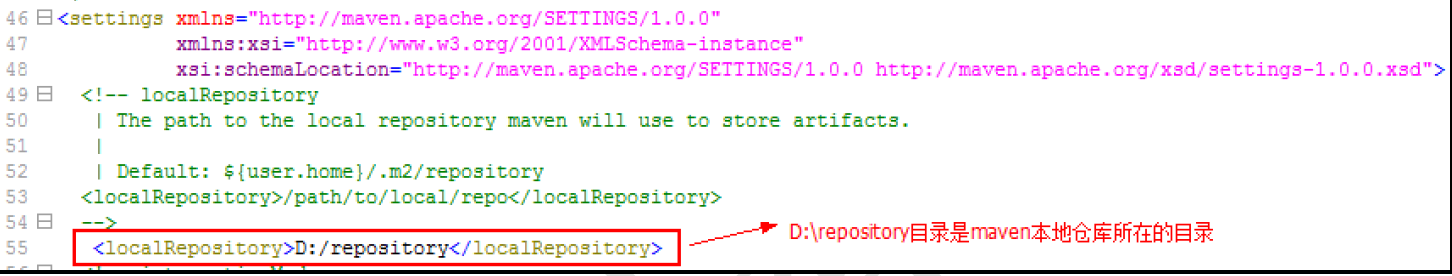 46 <settings xmlns="http://maven.apache.org/SETTINGS/1.0.0"
47 xmlns:xsi="http://www.w3.org/2001/XMLSchema-instance"
48 xsi:schemaLocation="http://maven.apache.org/SETTINGS/1.0.0 http://maven.apache.org/xsd/settings-1.0.0.xsd">
49 <!-- localRepository
50 | The path to the local repository maven will use to store artifacts.
51 |
52 | Default: ${user.home}/.m2/repository
53 <localRepository>/path/to/local/repo</localRepository>
54 -->
55 <localRepository>D:/repository</localRepository>
D:\repository目录是maven本地仓库所在的目录